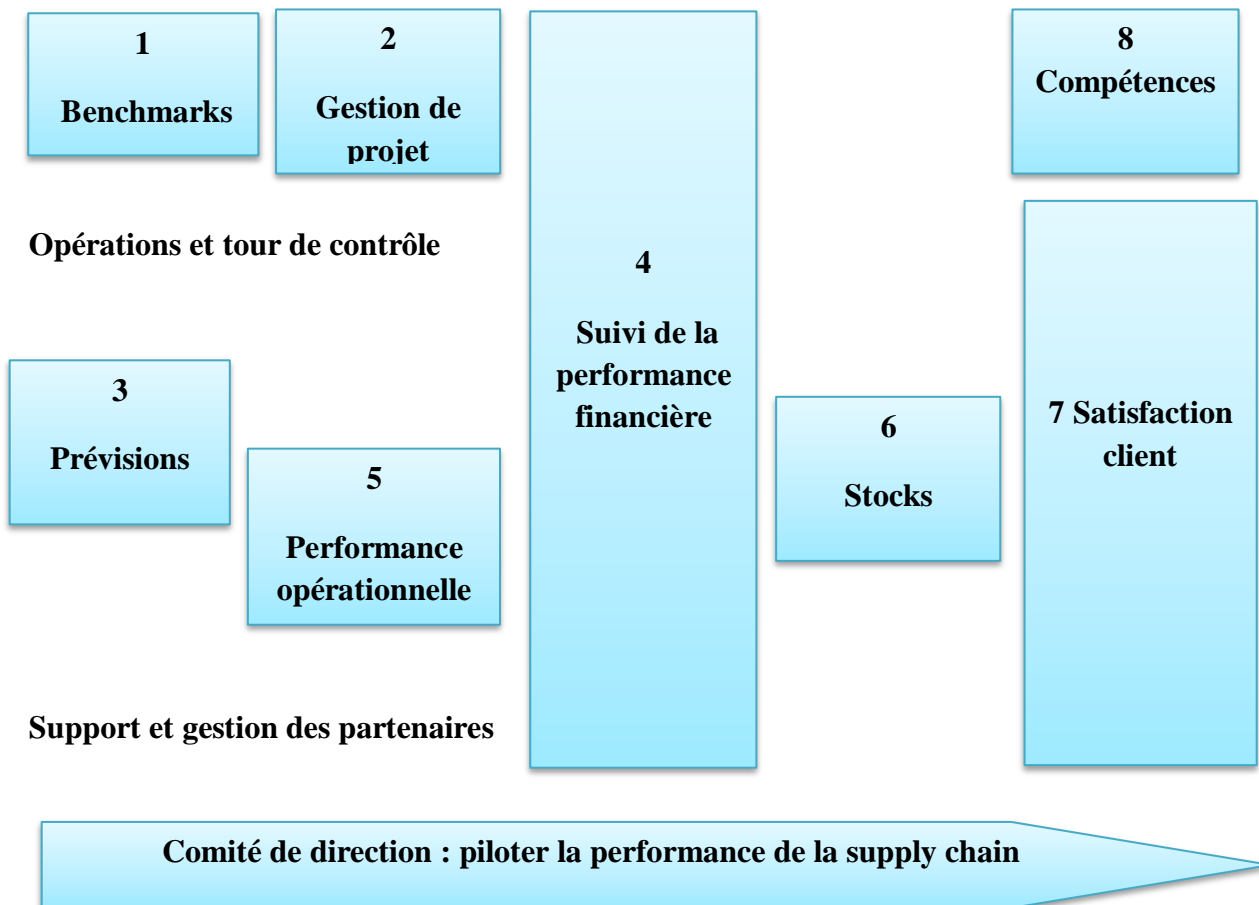 1
Benchmarks
2
Gestion de
projet
4
Suivi de la
performance
financière
8
Compétences
Opérations et tour de contrôle
3
Prévisions
5
Performance
opérationnelle
6
Stocks
7 Satisfaction
client
Support et gestion des partenaires
Comité de direction : piloter la performance de la supply chain